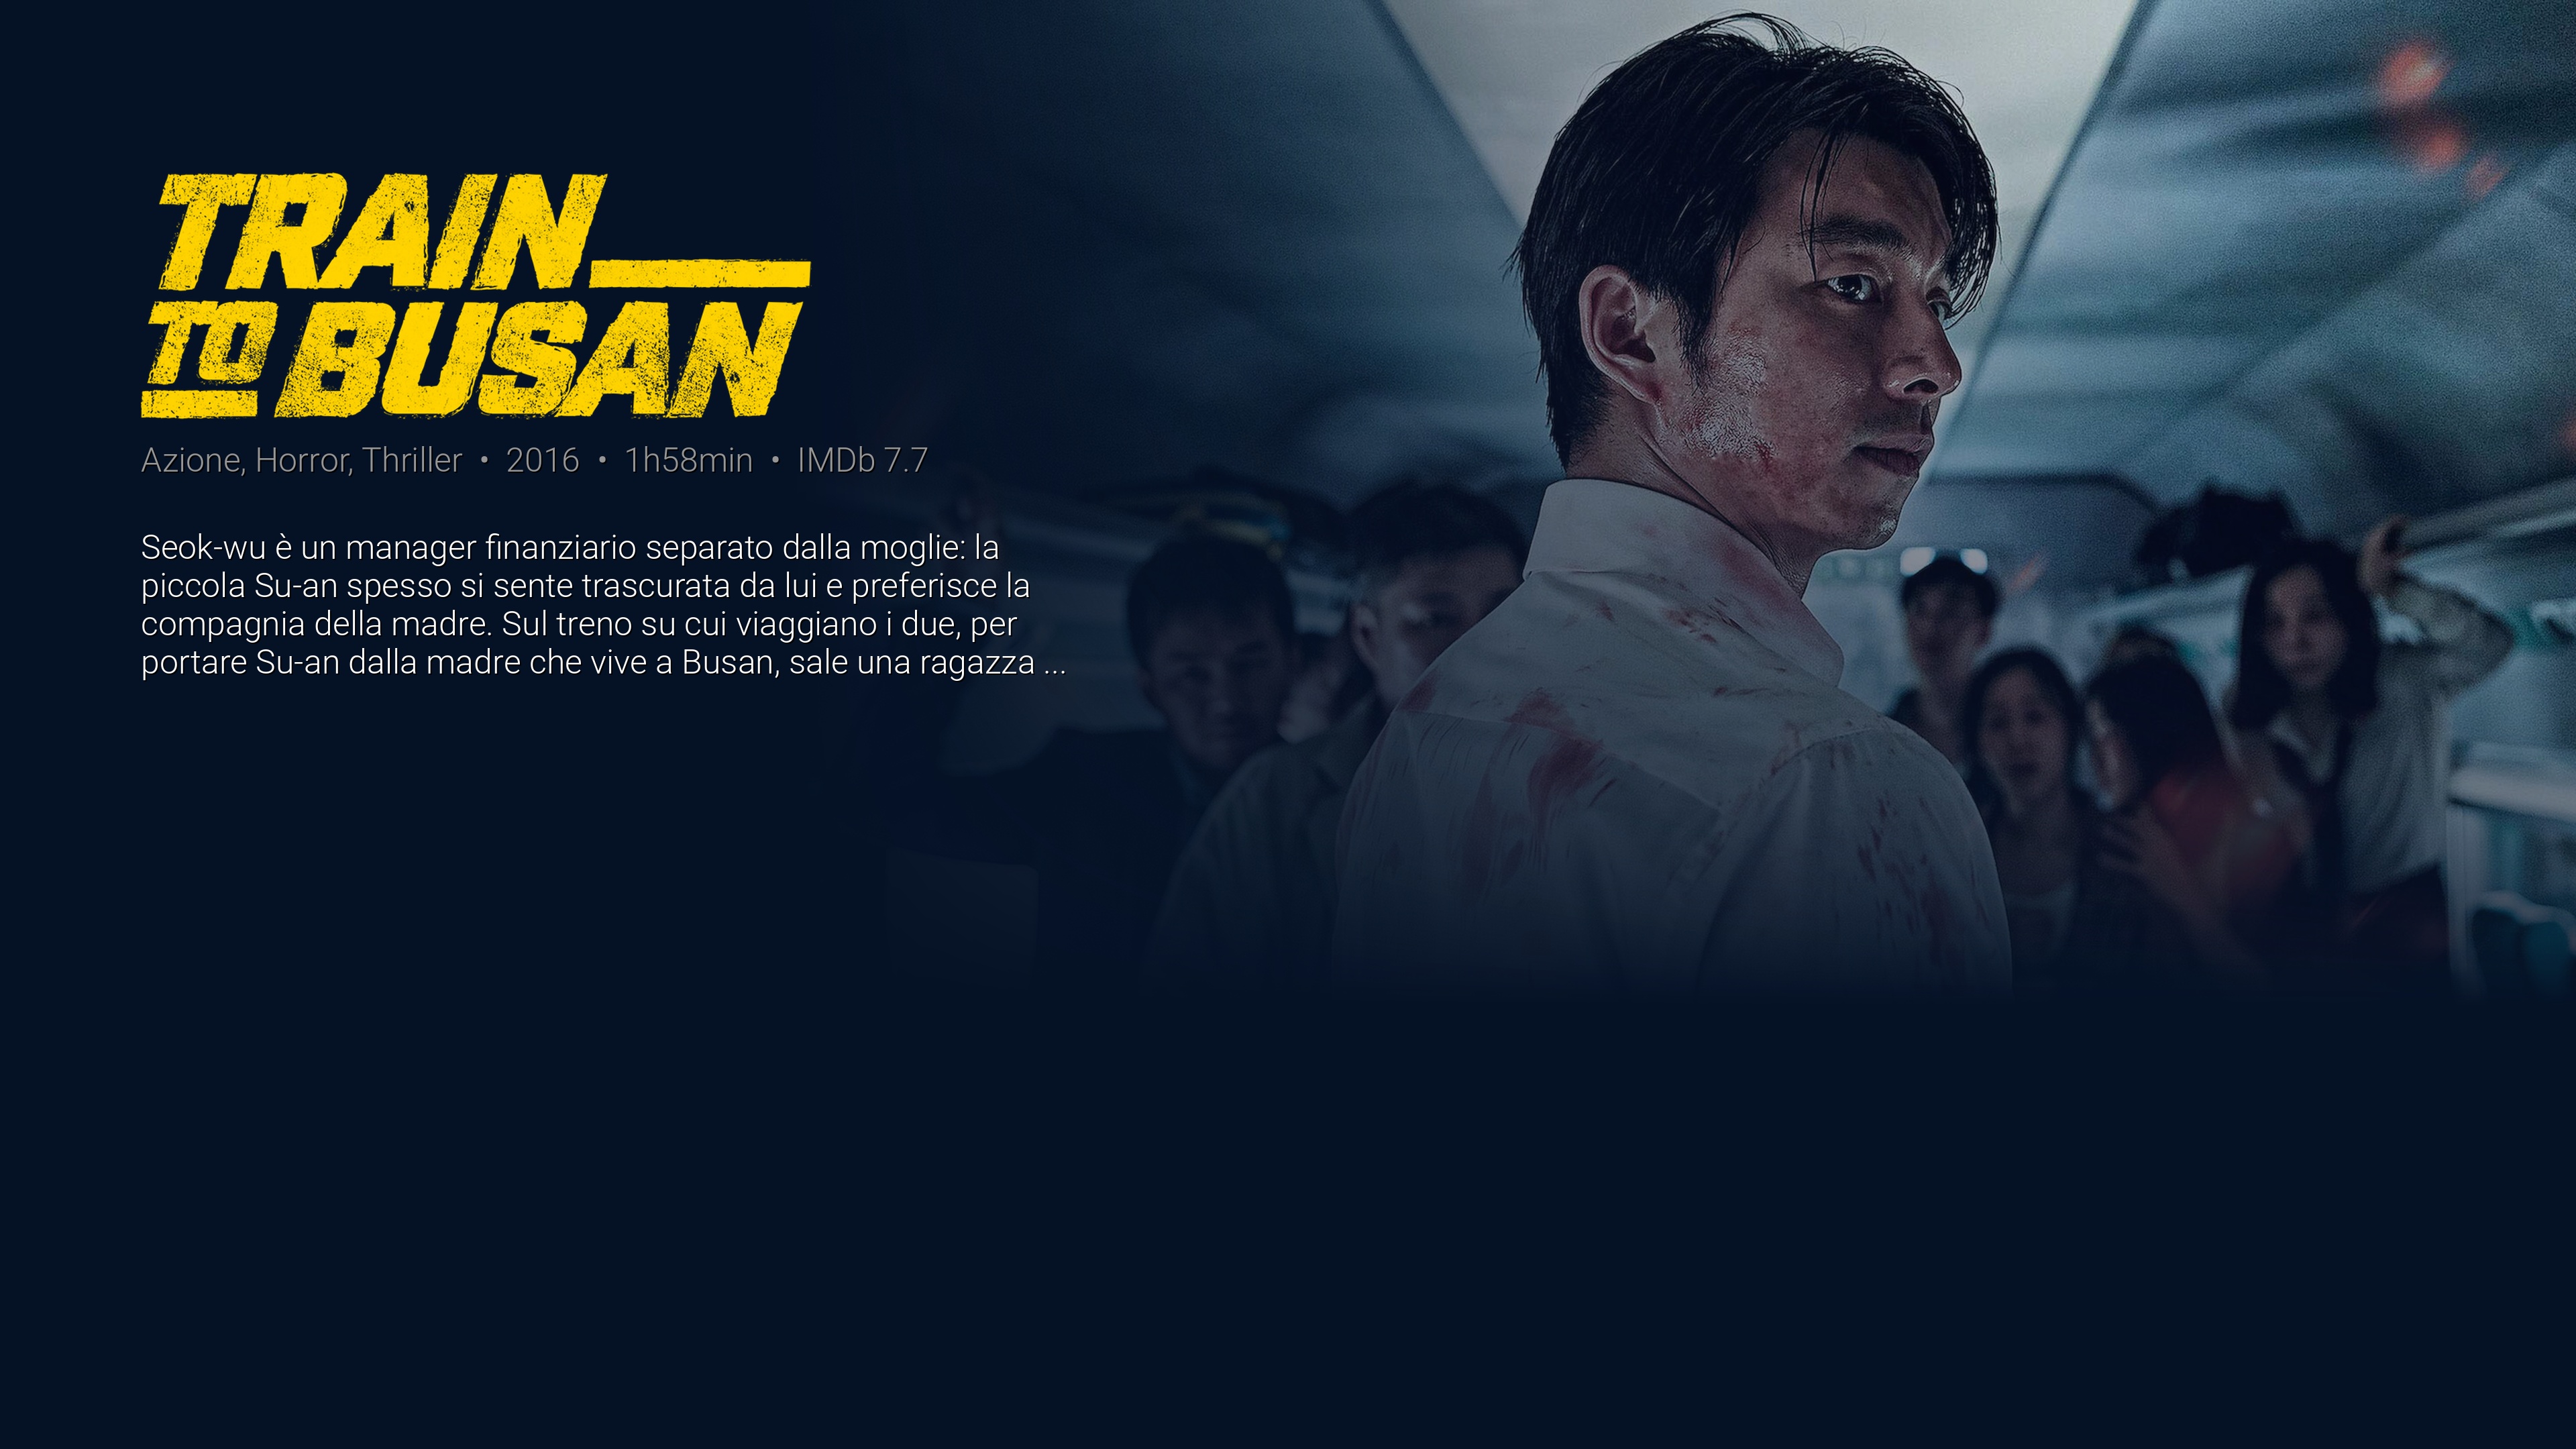 TRAIN
TO BUSAN
Azione, Horror, Thriller • 2016 • 1h58min • IMDb 7.7
Seok-wu è un manager finanziario separato dalla moglie: la
piccola Su-an spesso si sente trascurata da lui e preferisce la
compagnia della madre. Sul treno su cui viaggiano i due, per
portare Su-an dalla madre che vive a Busan, sale una ragazza ...